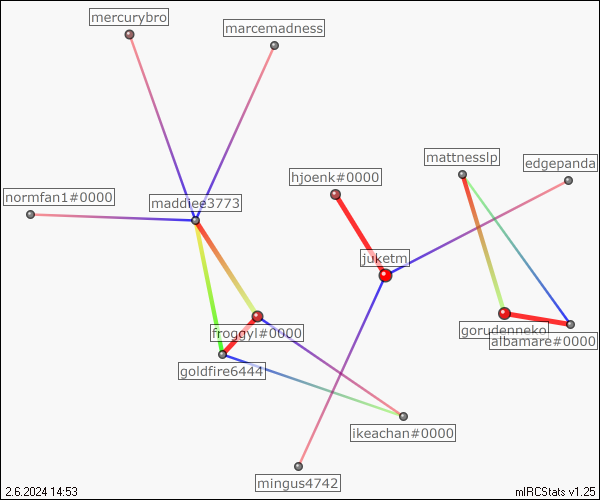 mercurybro
marcemadness
mattnesslp
edgepanda
hjoenk#0000
normfan1#0000
maddiee3773
juketm
froggyl#0000
gorudenneko
albamare#0000
goldfire6444
ikeachan#0000
mingus4742
2.6.2024 14:53
mIRCStats v1.25